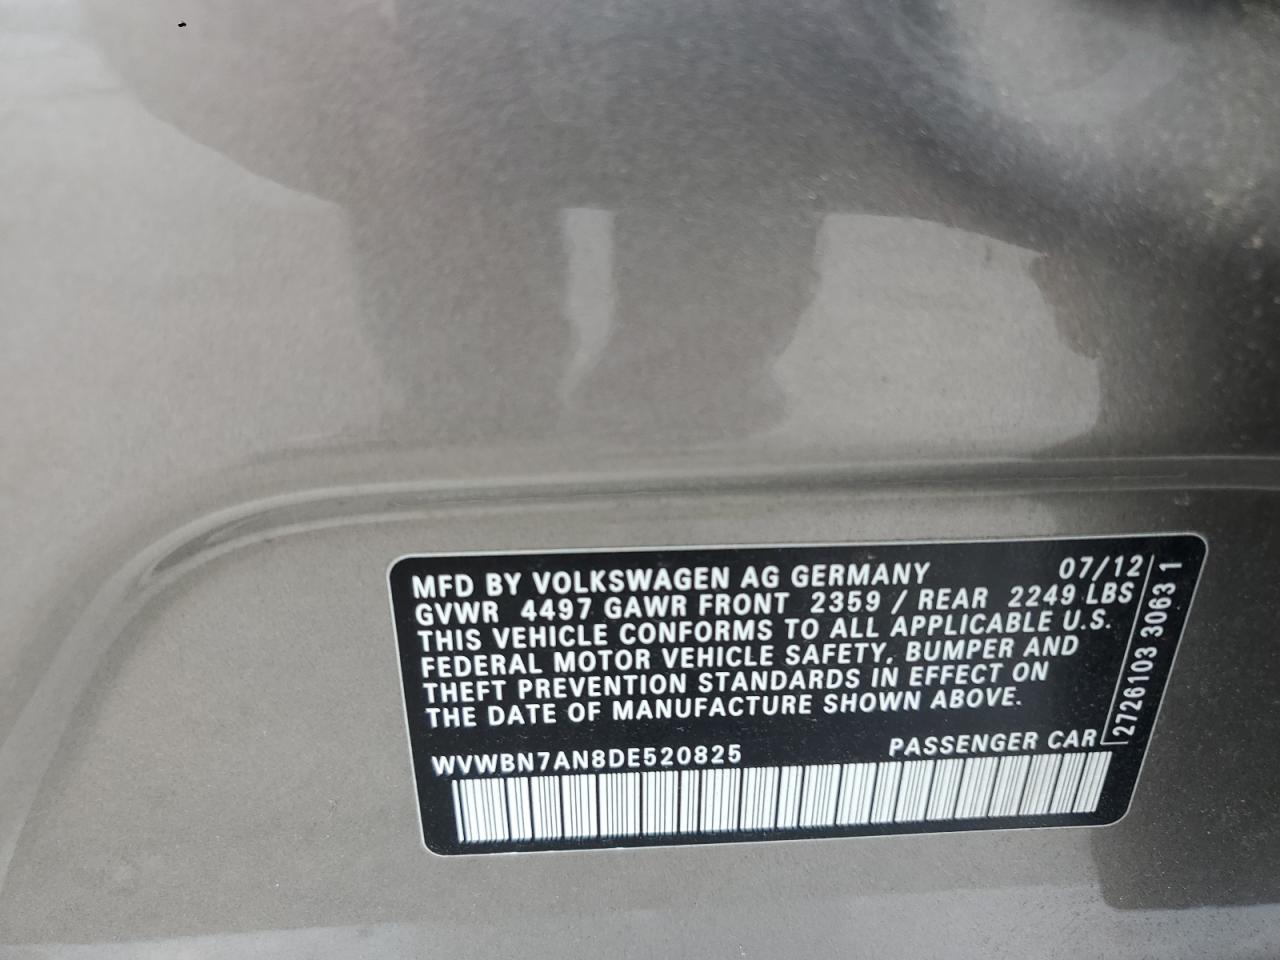 MFD BY VOLKSWAGEN AG GERMANY 07/12
GVWR 4497 GAWR FRONT 2359 / REAR 2249 LBS
THIS VEHICLE CONFORMS TO ALL APPLICABLE U.S.
FEDERAL MOTOR VEHICLE SAFETY, BUMPER AND
THEFT PREVENTION STANDARDS IN EFFECT ON
THE DATE OF MANUFACTURE SHOWN ABOVE.
WVWBN7AN8DE520825 PASSENGER CAR
2726103 30631